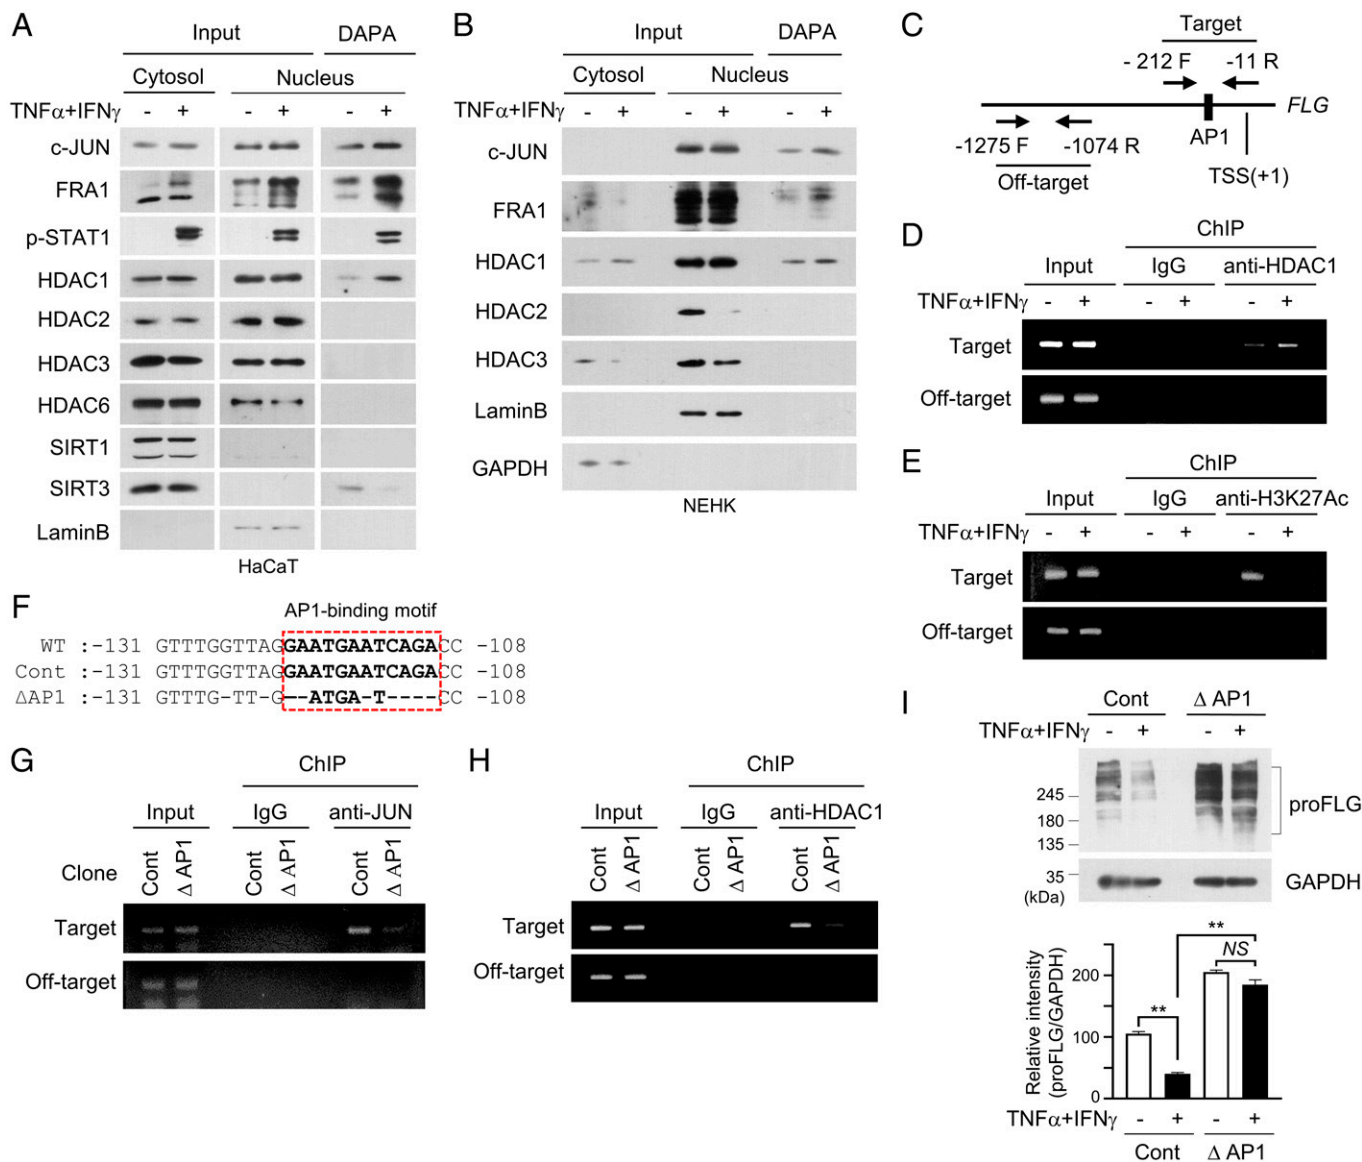 A
Input
DAPA
Cytosol
Nucleus
TNFα+IFNγ - + - + - +
c-JUN
FRA1
p-STAT1
HDAC1
HDAC2
HDAC3
HDAC6
SIRT1
SIRT3
LaminB
HaCaT
B
Input
DAPA
Cytosol
Nucleus
TNFα+IFNγ - + - + - +
c-JUN
FRA1
HDAC1
HDAC2
HDAC3
LaminB
GAPDH
NEHK
C
Target
- 212 F
-11 R
FLG
AP1
-1275 F
-1074 R
TSS(+1)
Off-target
D
ChIP
Input
IgG
anti-HDAC1
TNFα+IFNγ - + - + - +
Target
Off-target
E
ChIP
Input
IgG
anti-H3K27Ac
TNFα+IFNγ - + - + - +
Target
Off-target
F
AP1-binding motif
WT :-131 GTTTGGTTAGGAATGAATCAGACC -108
Cont :-131 GTTTGGTTAGGAATGAATCAGACC -108
ΔAP1 :-131 GTTTG-TT-G--ATGA-T----CC -108
G
ChIP
Input
IgG
anti-JUN
Clone
Cont
Δ AP1
Cont
Δ AP1
Cont
Δ AP1
Target
Off-target
H
ChIP
Input
IgG
anti-HDAC1
Cont
Δ AP1
Cont
Δ AP1
Cont
Δ AP1
Target
Off-target
I
Cont
Δ AP1
TNFα+IFNγ - + - +
245
180
135
proFLG
35
(kDa)
GAPDH
Relative intensity
(proFLG/GAPDH)
200
100
0
**
**
NS
TNFα+IFNγ - + - +
Cont
Δ AP1